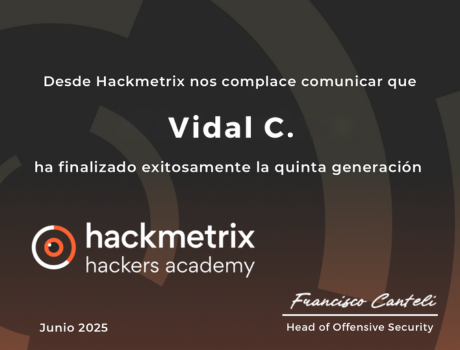 Desde Hackmetrix nos complace comunicar que
Vidal C.
ha finalizado exitosamente la quinta generación
hackmetrix
hackers academy
Francisco Canteli
Junio 2025
Head of Offensive Security